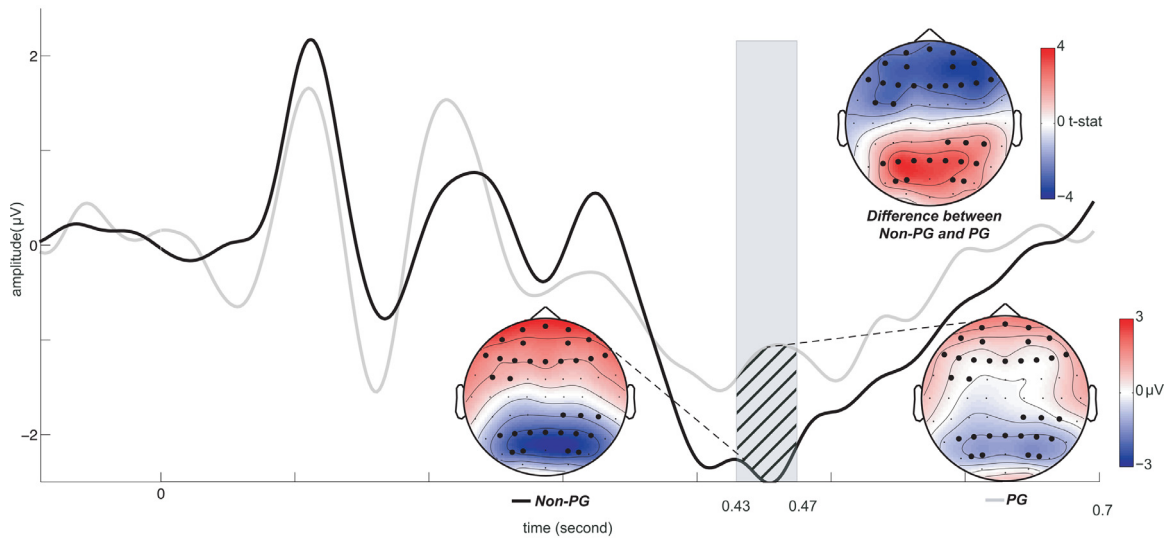 2
0
−2
amplitude(µV)
4
0 t-stat
−4
Difference between
Non-PG and PG
3
0 µV
−3
0
0.43
0.47
0.7
Non-PG
PG
time (second)